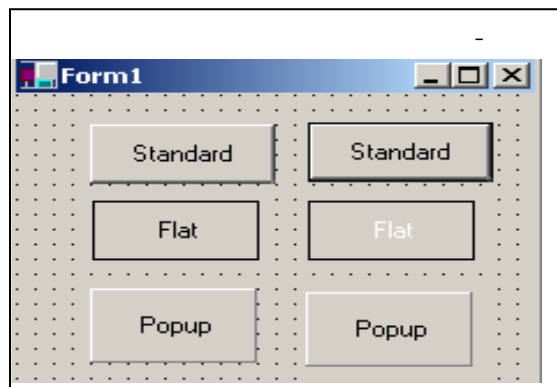 -
Form1
Standard Standard
Flat Flat
Popup Popup